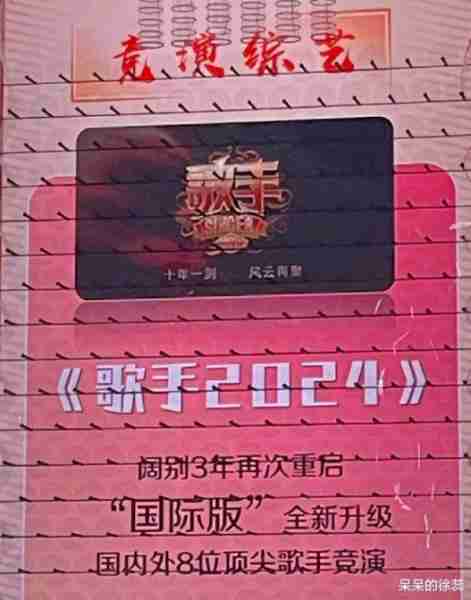 竞演综艺
歌手
十年一剑 风云再聚
《歌手2024》
阔别3年再次重启
“国际版” 全新升级
国内外8位顶尖歌手竞演
呆呆的徐蕊